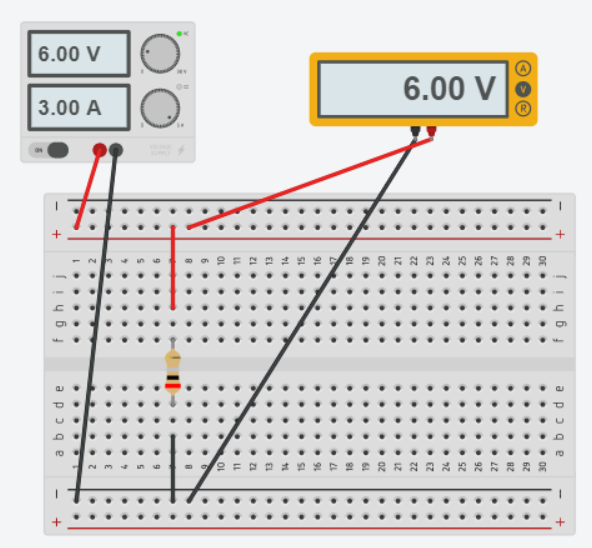 6.00 V
3.00 A
ON
VOLTAGE
SUPPLY
6.00 V
A
V
R
− −
+ +
1 2 3 4 5 6 7 8 9 10 11 12 13 14 15 16 17 18 19 20 21 22 23 24 25 26 27 28 29 30
j j
i i
h h
g g
f f
e e
d d
c c
b b
a a
1 2 3 4 5 6 7 8 9 10 11 12 13 14 15 16 17 18 19 20 21 22 23 24 25 26 27 28 29 30
− −
+ +